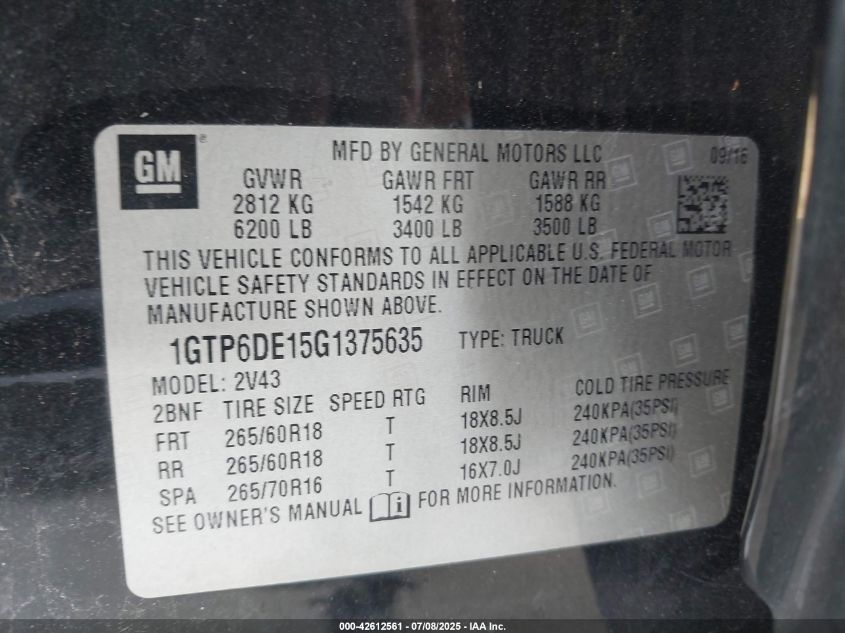 GM
®
MFD BY GENERAL MOTORS LLC 09/16
GVWR GAWR FRT GAWR RR
2812 KG 1542 KG 1588 KG
6200 LB 3400 LB 3500 LB
THIS VEHICLE CONFORMS TO ALL APPLICABLE U.S. FEDERAL MOTOR
VEHICLE SAFETY STANDARDS IN EFFECT ON THE DATE OF
MANUFACTURE SHOWN ABOVE.
1GTP6DE15G1375635 TYPE: TRUCK
MODEL: 2V43
2BNF TIRE SIZE SPEED RTG RIM COLD TIRE PRESSURE
FRT 265/60R18 T 18X8.5J 240KPA(35PSI)
RR 265/60R18 T 18X8.5J 240KPA(35PSI)
SPA 265/70R16 T 16X7.0J 240KPA(35PSI)
SEE OWNER'S MANUAL i FOR MORE INFORMATION.
000-42612561 - 07/08/2025 - IAA Inc.